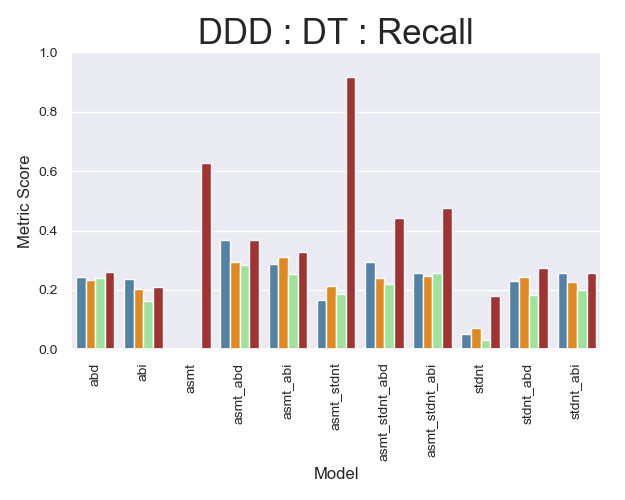 DDD : DT : Recall
1.0
0.8
0.6
0.4
0.2
0.0
Metric Score
abd
abi
asmt
asmt_abd
asmt_abi
asmt_stdnt
asmt_stdnt_abd
asmt_stdnt_abi
stdnt
stdnt_abd
stdnt_abi
Model